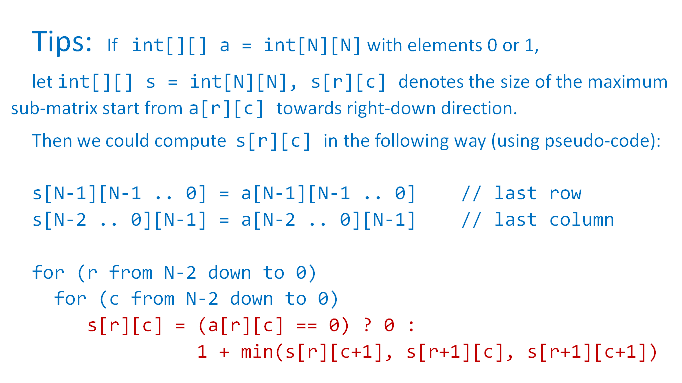 Tips: If int[][] a = int[N][N] with elements 0 or 1,
let int[][] s = int[N][N], s[r][c] denotes the size of the maximum
sub-matrix start from a[r][c] towards right-down direction.
Then we could compute s[r][c] in the following way (using pseudo-code):
s[N-1][N-1 .. 0] = a[N-1][N-1 .. 0] // last row
s[N-2 .. 0][N-1] = a[N-2 .. 0][N-1] // last column
for (r from N-2 down to 0)
for (c from N-2 down to 0)
s[r][c] = (a[r][c] == 0) ? 0 :
1 + min(s[r][c+1], s[r+1][c], s[r+1][c+1])